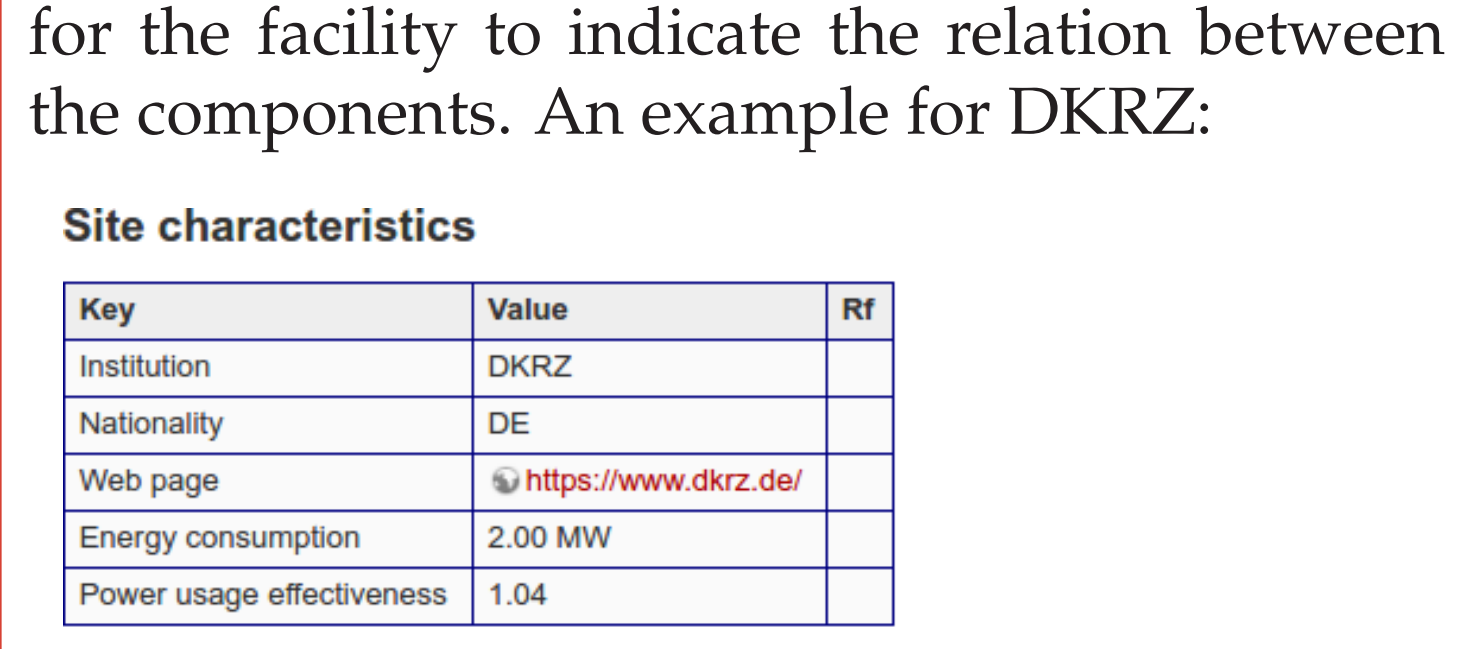 for the facility to indicate the relation between
the components. An example for DKRZ:
Site characteristics
Key Value Rf
Institution DKRZ
Nationality DE
Web page https://www.dkrz.de/
Energy consumption 2.00 MW
Power usage effectiveness 1.04